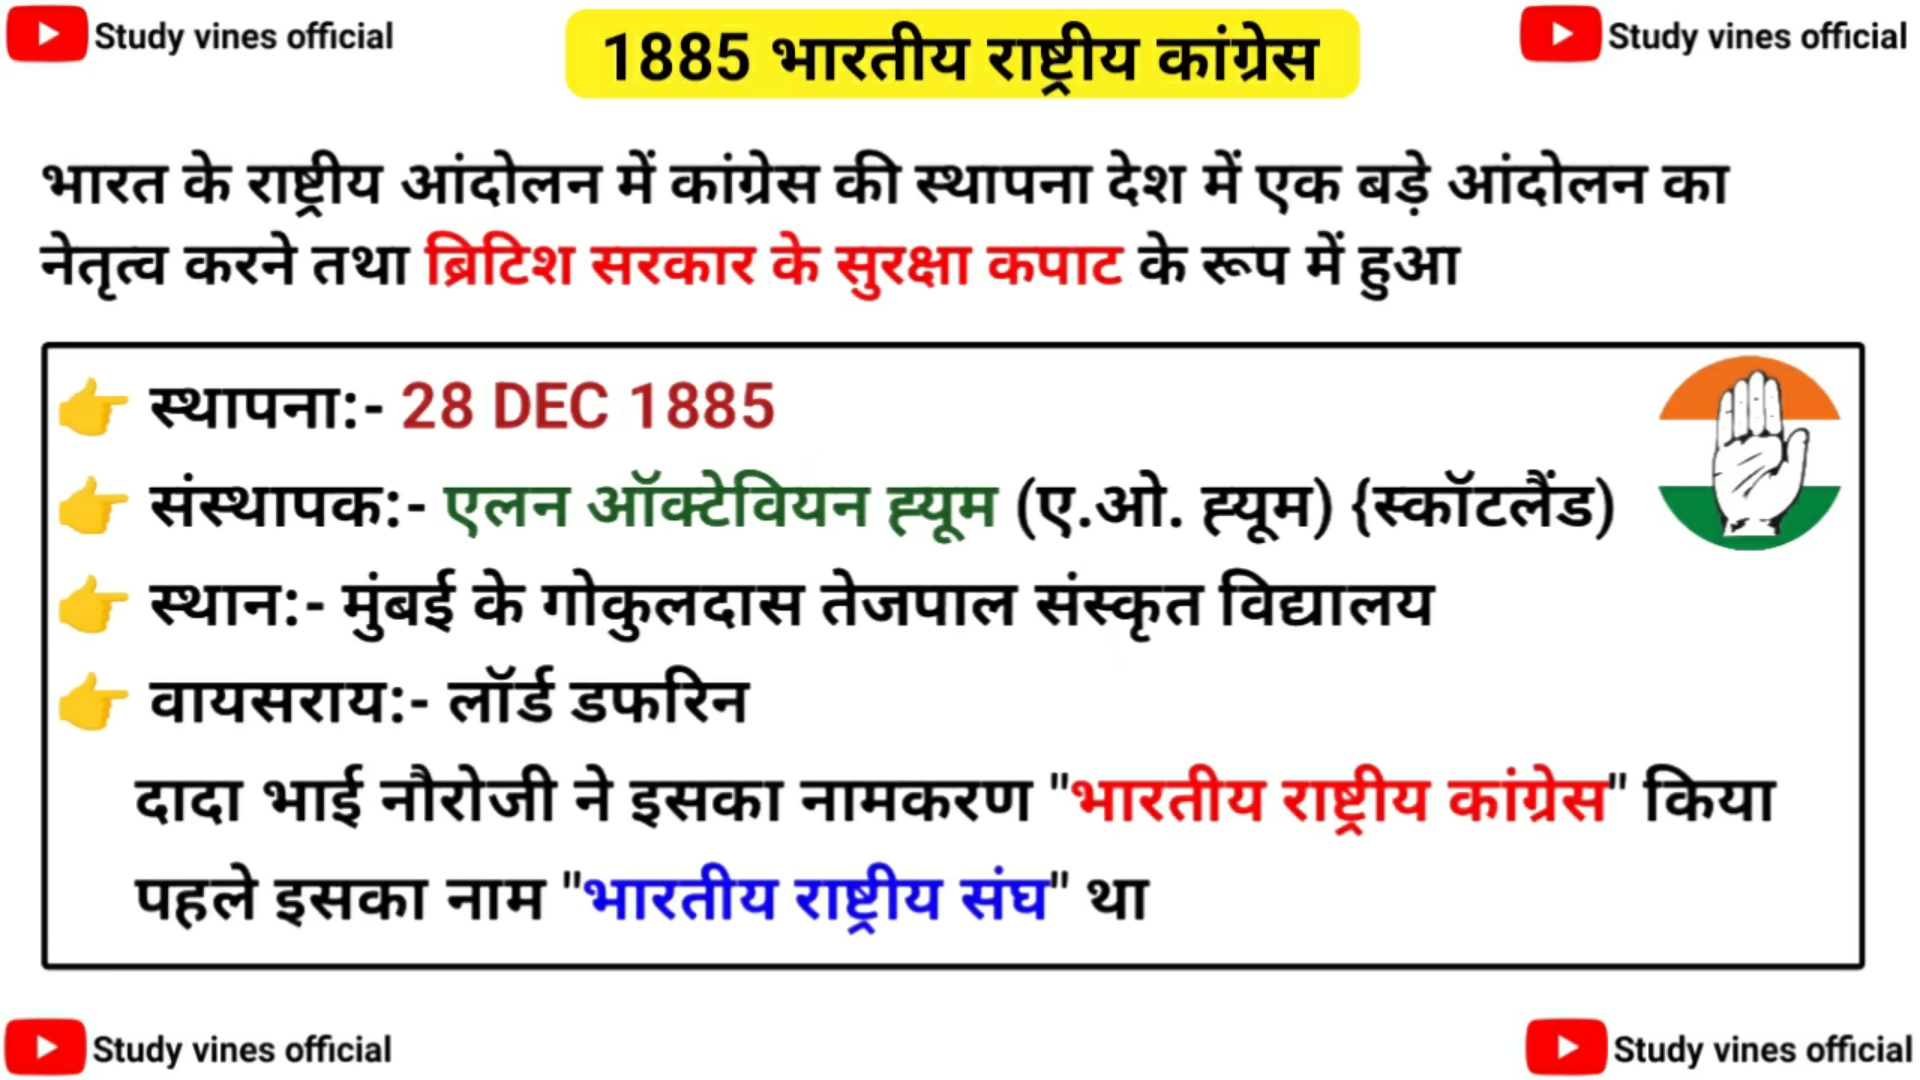 Study vines official
1885 भारतीय राष्ट्रीय कांग्रेस
Study vines official
भारत के राष्ट्रीय आंदोलन में कांग्रेस की स्थापना देश में एक बड़े आंदोलन का
नेतृत्व करने तथा ब्रिटिश सरकार के सुरक्षा कपाट के रूप में हुआ
👉 स्थापना:- 28 DEC 1885
👉 संस्थापक:- एलन ऑक्टेवियन ह्यूम (ए.ओ. ह्यूम) {स्कॉटलैंड)
👉 स्थान:- मुंबई के गोकुलदास तेजपाल संस्कृत विद्यालय
👉 वायसराय:- लॉर्ड डफरिन
दादा भाई नौरोजी ने इसका नामकरण "भारतीय राष्ट्रीय कांग्रेस" किया
पहले इसका नाम "भारतीय राष्ट्रीय संघ" था
Study vines official
Study vines official